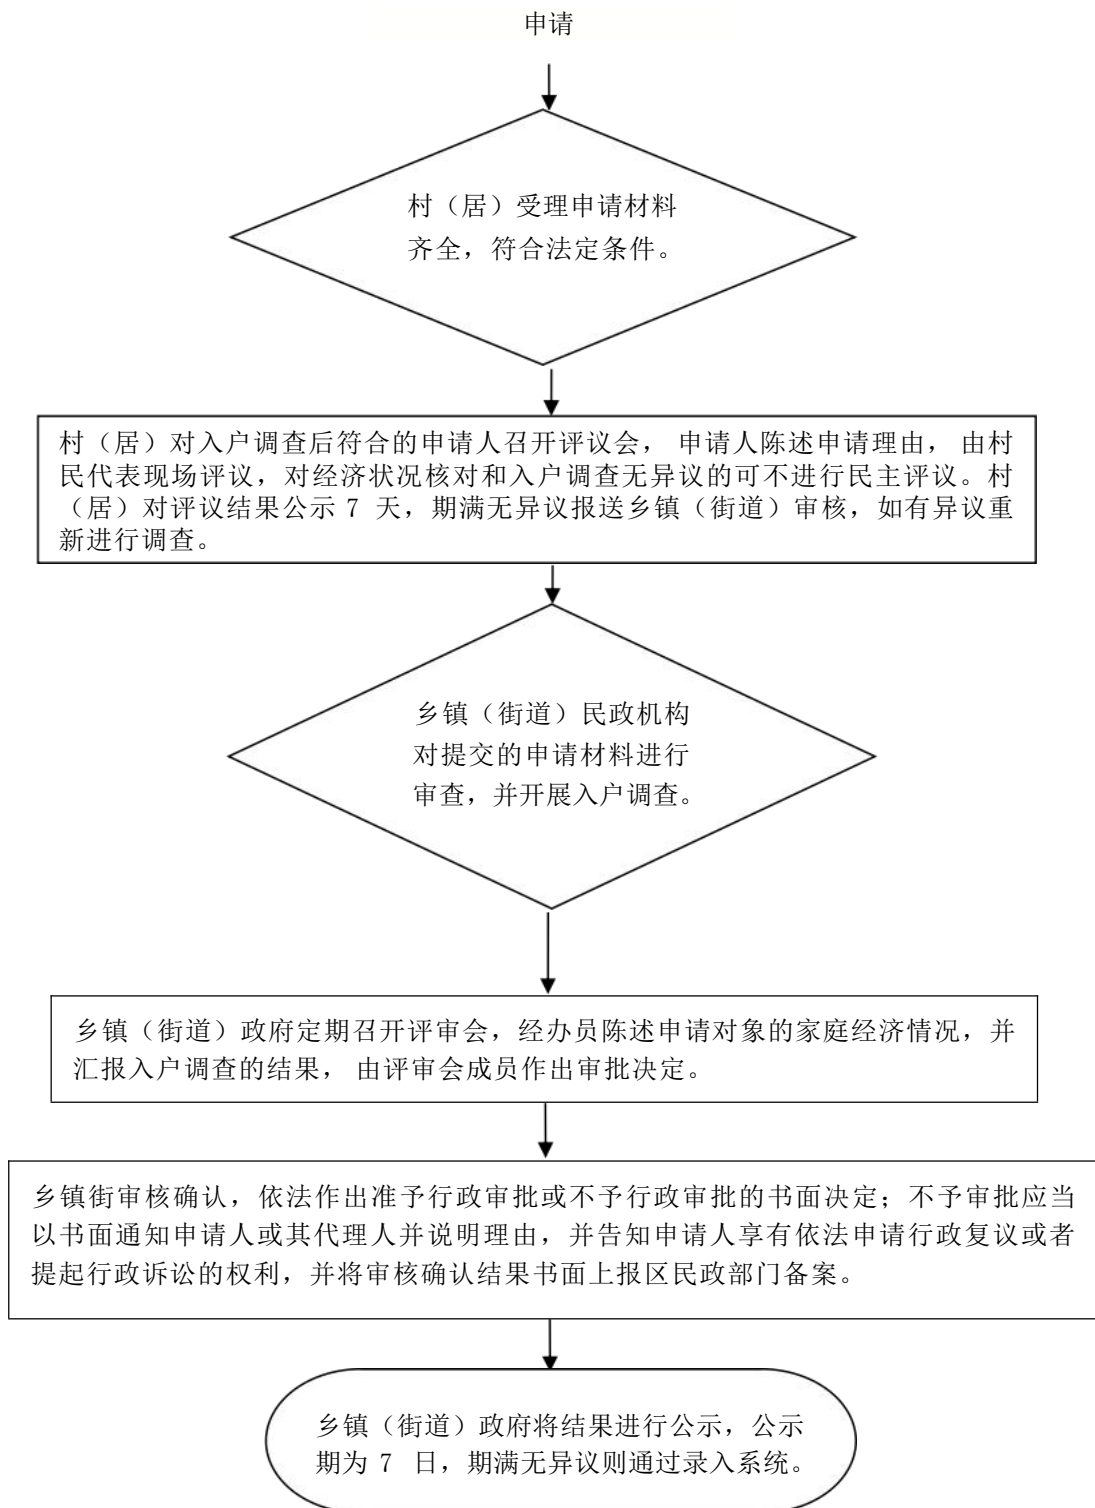 申请
村（居）受理申请材料
齐全，符合法定条件。
村（居）对入户调查后符合的申请人召开评议会， 申请人陈述申请理由， 由村
民代表现场评议，对经济状况核对和入户调查无异议的可不进行民主评议。村
（居）对评议结果公示 7 天，期满无异议报送乡镇（街道）审核，如有异议重
新进行调查。
乡镇（街道）民政机构
对提交的申请材料进行
审查，并开展入户调查。
乡镇（街道）政府定期召开评审会，经办员陈述申请对象的家庭经济情况，并
汇报入户调查的结果， 由评审会成员作出审批决定。
乡镇街审核确认，依法作出准予行政审批或不予行政审批的书面决定；不予审批应当
以书面通知申请人或其代理人并说明理由，并告知申请人享有依法申请行政复议或者
提起行政诉讼的权利，并将审核确认结果书面上报区民政部门备案。
乡镇（街道）政府将结果进行公示，公示
期为 7 日，期满无异议则通过录入系统。